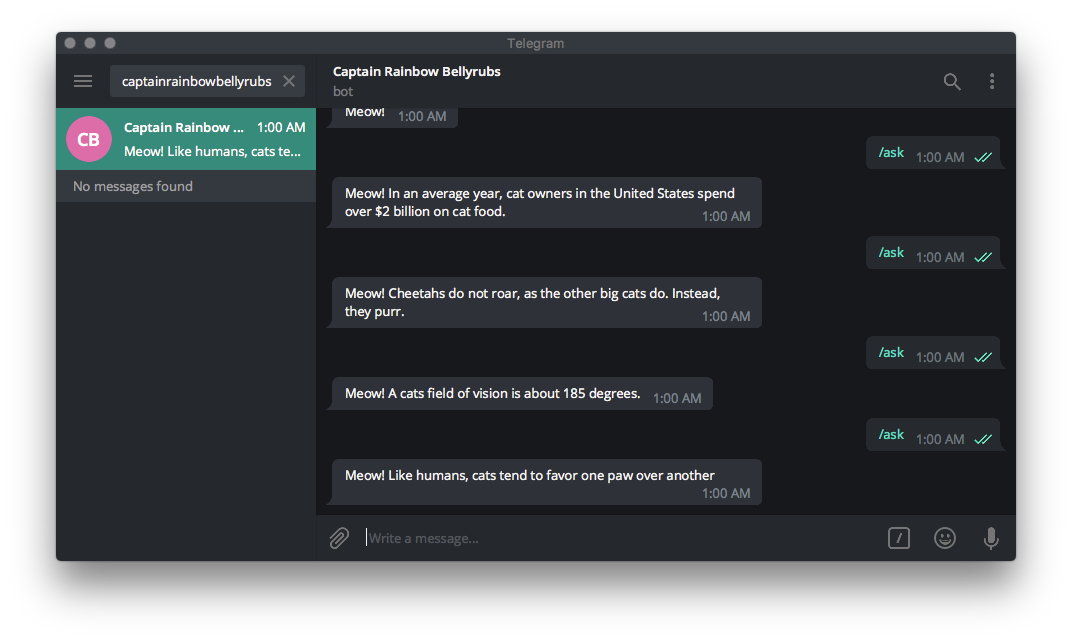 Telegram
captainrainbowbellyrubs
Captain Rainbow Bellyrubs
bot
CB
Captain Rainbow ...
1:00 AM
Meow! Like humans, cats te...
No messages found
Meow!
1:00 AM
/ask
1:00 AM
Meow! In an average year, cat owners in the United States spend
over $2 billion on cat food.
1:00 AM
/ask
1:00 AM
Meow! Cheetahs do not roar, as the other big cats do. Instead,
they purr.
1:00 AM
/ask
1:00 AM
Meow! A cats field of vision is about 185 degrees.
1:00 AM
/ask
1:00 AM
Meow! Like humans, cats tend to favor one paw over another
1:00 AM
Write a message...
/